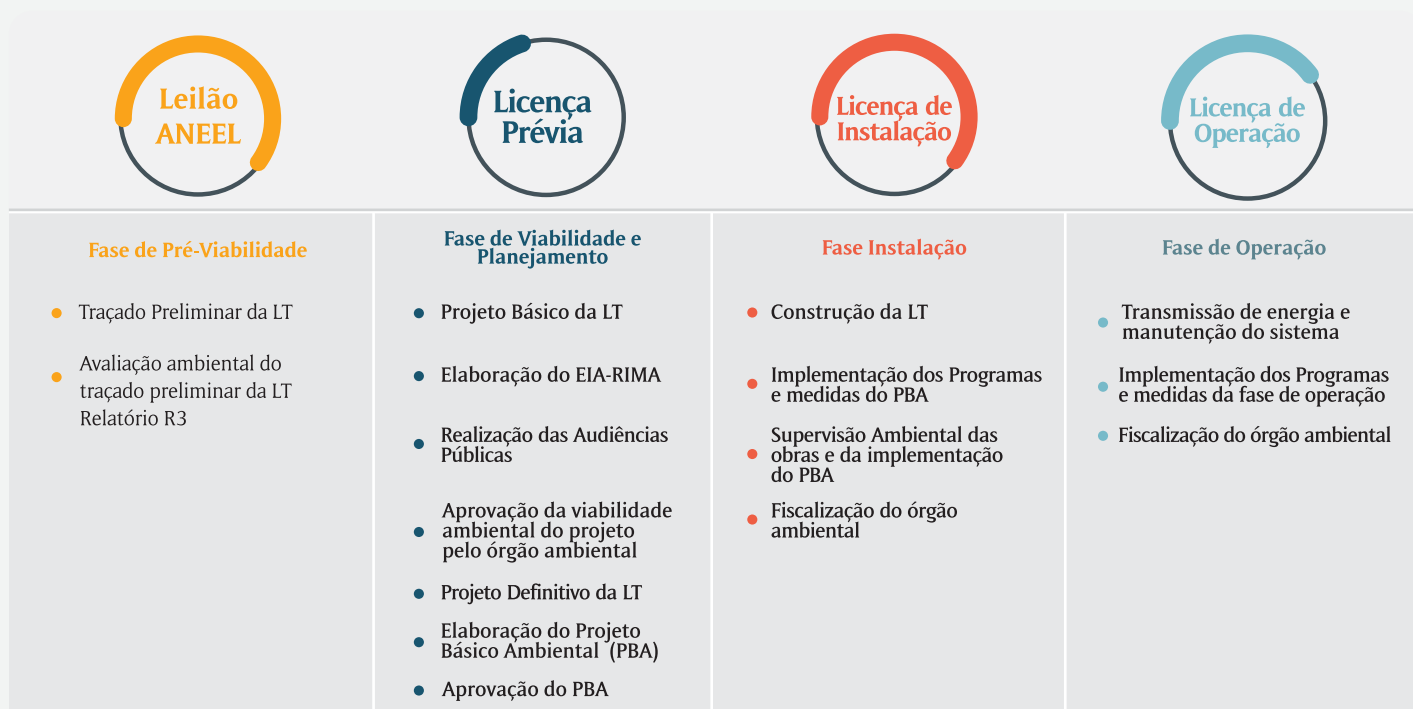 Leilão
ANEEL
Licença
Prévia
Licença de
Instalação
Licença de
Operação
Fase de Pré-Viabilidade
Traçado Preliminar da LT
Avaliação ambiental do
traçado preliminar da LT
Relatório R3
Fase de Viabilidade e
Planejamento
Projeto Básico da LT
Elaboração do EIA-RIMA
Realização das Audiências
Públicas
Aprovação da viabilidade
ambiental do projeto
pelo órgão ambiental
Projeto Definitivo da LT
Elaboração do Projeto
Básico Ambiental (PBA)
Aprovação do PBA
Fase Instalação
Construção da LT
Implementação dos Programas
e medidas do PBA
Supervisão Ambiental das
obras e da implementação
do PBA
Fiscalização do órgão
ambiental
Fase de Operação
Transmissão de energia e
manutenção do sistema
Implementação dos Programas
e medidas da fase de operação
Fiscalização do órgão ambiental